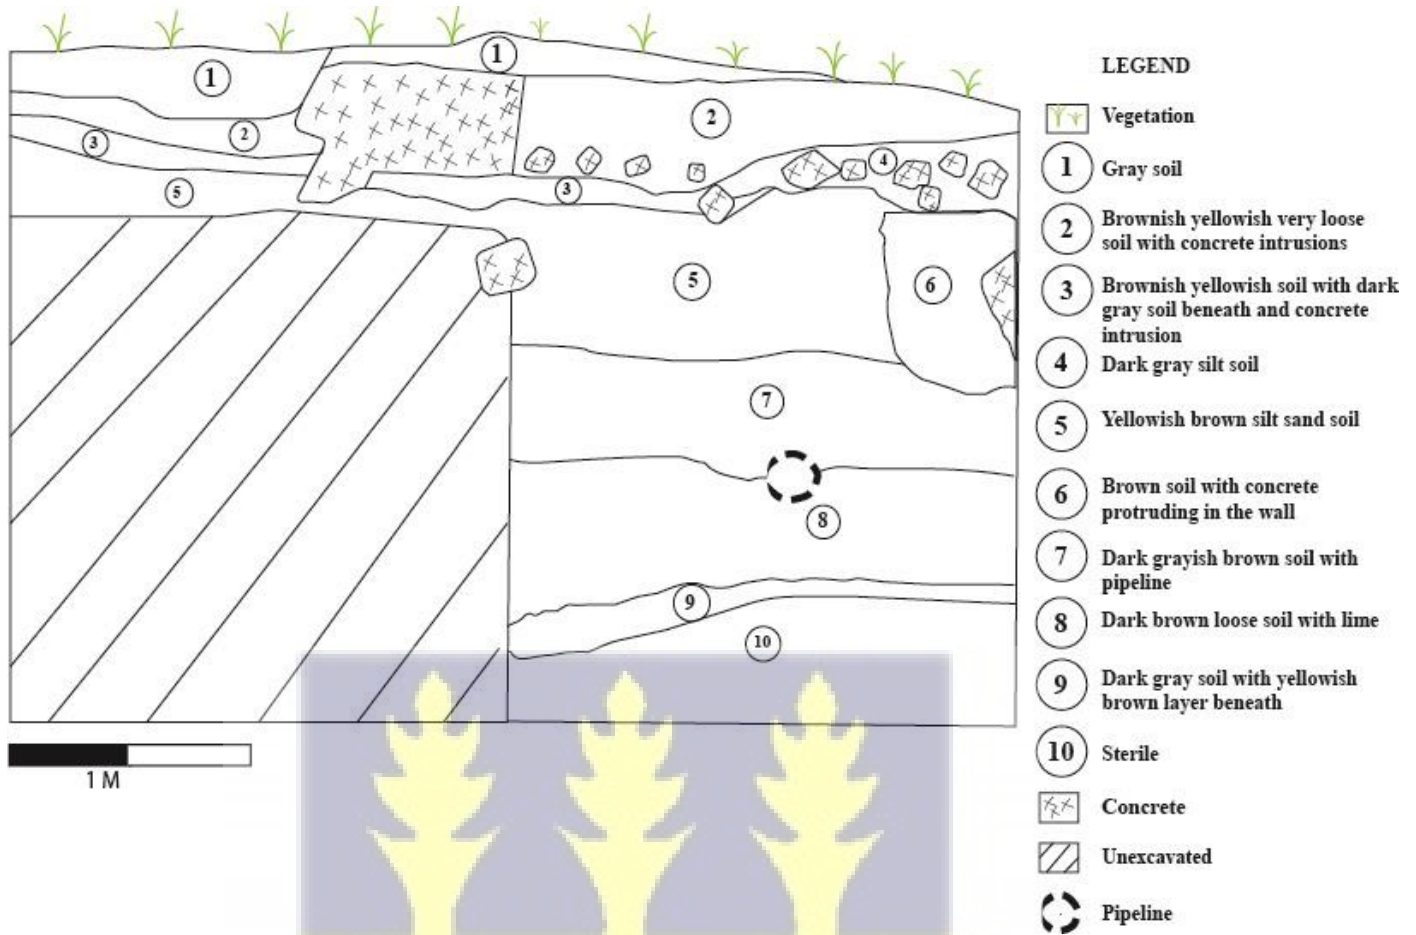 1
1
2
2
3
4
3
5
5
6
7
8
9
10
1 M
LEGEND
Vegetation
1 Gray soil
2 Brownish yellowish very loose
soil with concrete intrusions
3 Brownish yellowish soil with dark
gray soil beneath and concrete
intrusion
4 Dark gray silt soil
5 Yellowish brown silt sand soil
6 Brown soil with concrete
protruding in the wall
7 Dark grayish brown soil with
pipeline
8 Dark brown loose soil with lime
9 Dark gray soil with yellowish
brown layer beneath
10 Sterile
Concrete
Unexcavated
Pipeline